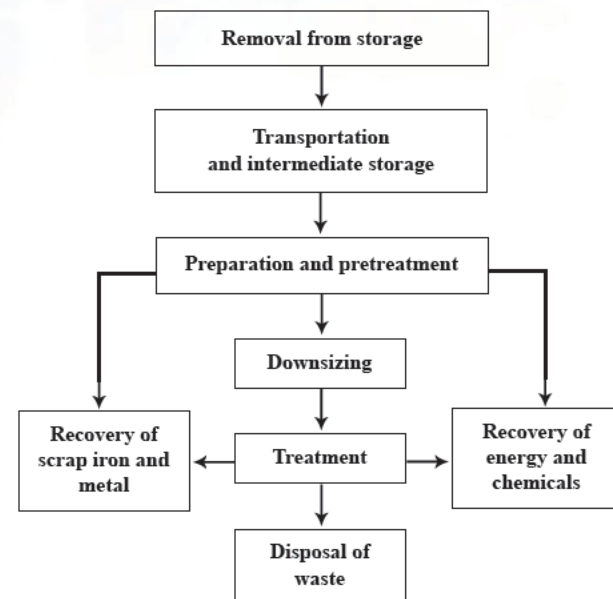 Removal from storage
Transportation
and intermediate storage
Preparation and pretreatment
Downsizing
Recovery of
scrap iron and
metal
Treatment
Recovery of
energy and
chemicals
Disposal of
waste